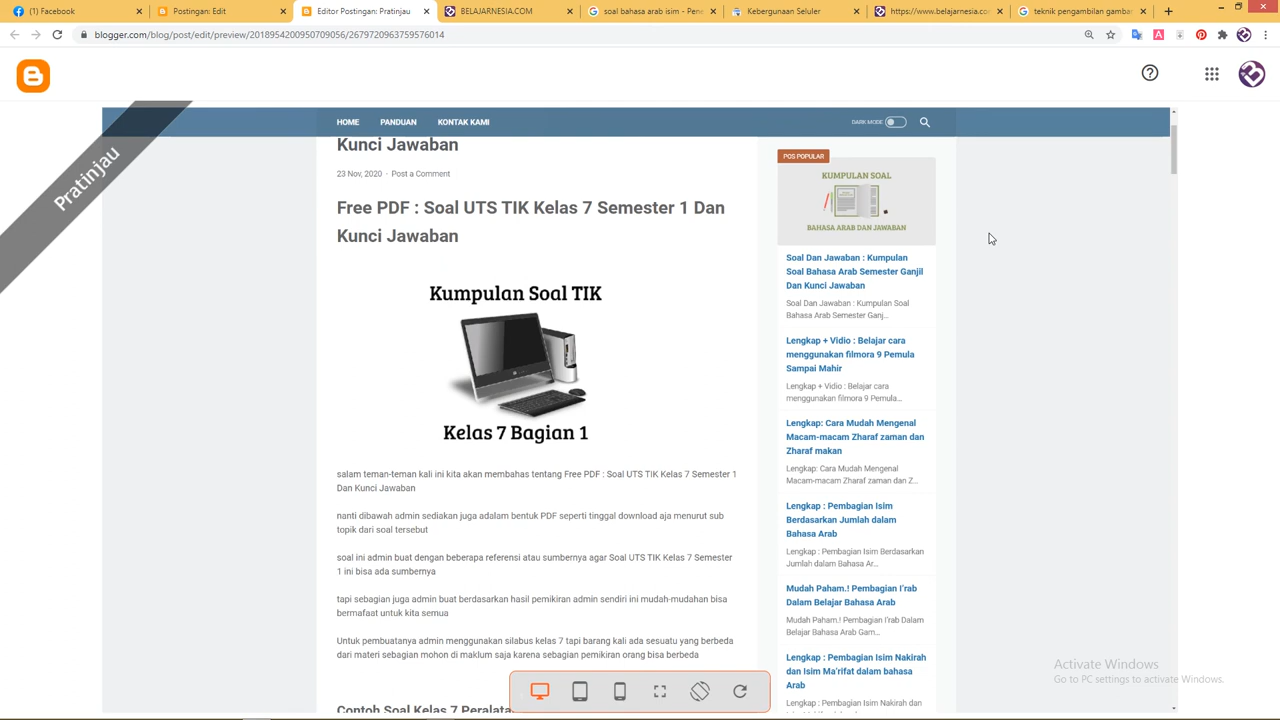 (1) Facebook
Postingan: Edit
Editor Postingan: Pratinjau
BELAJARNESIA.COM
soal bahasa arab isim - Pene
Kebergunaan Seluler
https://www.belajarnesia.co
teknik pengambilan gambar
blogger.com/blog/post/edit/preview/2018954200950709056/2679720963759576014
Pratinjau
HOME PANDUAN KONTAK KAMI
DARK MODE
Kunci Jawaban
23 Nov, 2020 - Post a Comment
Free PDF : Soal UTS TIK Kelas 7 Semester 1 Dan
Kunci Jawaban
Kumpulan Soal TIK
Kelas 7 Bagian 1
salam teman-teman kali ini kita akan membahas tentang Free PDF : Soal UTS TIK Kelas 7 Semester 1
Dan Kunci Jawaban
nanti dibawah admin sediakan juga adalam bentuk PDF seperti tinggal download aja menurut sub
topik dari soal tersebut
soal ini admin buat dengan beberapa referensi atau sumbernya agar Soal UTS TIK Kelas 7 Semester
1 ini bisa ada sumbernya
tapi sebagian juga admin buat berdasarkan hasil pemikiran admin sendiri ini mudah-mudahan bisa
bermafaat untuk kita semua
Untuk pembuatanya admin menggunakan silabus kelas 7 tapi barang kali ada sesuatu yang berbeda
dari materi sebagian mohon di maklum saja karena sebagian pemikiran orang bisa berbeda
Contoh Soal Kelas 7 Peralata
POS POPULAR
KUMPULAN SOAL
BAHASA ARAB DAN JAWABAN
Soal Dan Jawaban : Kumpulan
Soal Bahasa Arab Semester Ganjil
Dan Kunci Jawaban
Soal Dan Jawaban : Kumpulan Soal
Bahasa Arab Semester Ganj...
Lengkap + Vidio : Belajar cara
menggunakan filmora 9 Pemula
Sampai Mahir
Lengkap + Vidio : Belajar cara
menggunakan filmora 9 Pemula...
Lengkap: Cara Mudah Mengenal
Macam-macam Zharaf zaman dan
Zharaf makan
Lengkap: Cara Mudah Mengenal
Macam-macam Zharaf zaman dan Z...
Lengkap : Pembagian Isim
Berdasarkan Jumlah dalam
Bahasa Arab
Lengkap : Pembagian Isim Berdasarkan
Jumlah dalam Bahasa Ar...
Mudah Paham.! Pembagian I'rab
Dalam Belajar Bahasa Arab
Mudah Paham.! Pembagian I'rab Dalam
Belajar Bahasa Arab Gam...
Lengkap : Pembagian Isim Nakirah
dan Isim Ma'rifat dalam bahasa
Arab
Lengkap : Pembagian Isim Nakirah dan
Activate Windows
Go to PC settings to activate Windows.